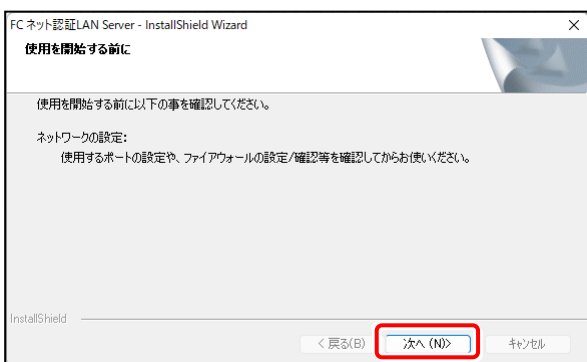 FC ネット認証LAN Server - InstallShield Wizard
使用を開始する前に
使用を開始する前に以下の事を確認してください。
ネットワークの設定:
使用するポートの設定や、ファイアウォールの設定/確認等を確認してからお使いください。
InstallShield
< 戻る(B)
次へ (N)>
キャンセル